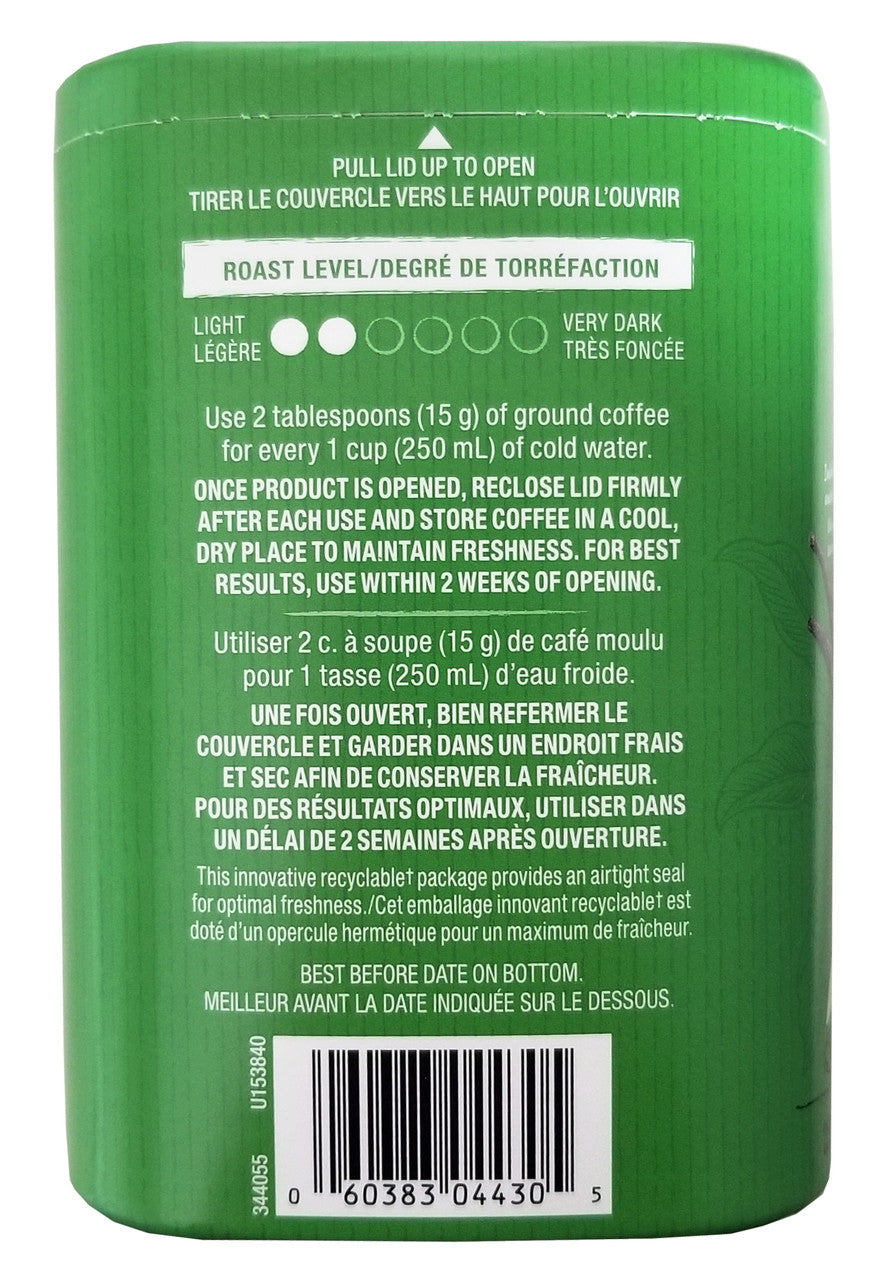 PULL LID UP TO OPEN
TIRER LE COUVERCLE VERS LE HAUT POUR L'OUVRIR
ROAST LEVEL/DEGRÉ DE TORRÉFACTION
LIGHT
LÉGÈRE
VERY DARK
TRÈS FONCÉE
Use 2 tablespoons (15 g) of ground coffee
for every 1 cup (250 mL) of cold water.
ONCE PRODUCT IS OPENED, RECLOSE LID FIRMLY
AFTER EACH USE AND STORE COFFEE IN A COOL,
DRY PLACE TO MAINTAIN FRESHNESS. FOR BEST
RESULTS, USE WITHIN 2 WEEKS OF OPENING.
Utiliser 2 c. à soupe (15 g) de café moulu
pour 1 tasse (250 mL) d'eau froide.
UNE FOIS OUVERT, BIEN REFERMER LE
COUVERCLE ET GARDER DANS UN ENDROIT FRAIS
ET SEC AFIN DE CONSERVER LA FRAÎCHEUR.
POUR DES RÉSULTATS OPTIMAUX, UTILISER DANS
UN DÉLAI DE 2 SEMAINES APRÈS OUVERTURE.
This innovative recyclable† package provides an airtight seal
for optimal freshness./Cet emballage innovant recyclable† est
doté d'un opercule hermétique pour un maximum de fraîcheur.
BEST BEFORE DATE ON BOTTOM.
MEILLEUR AVANT LA DATE INDIQUÉE SUR LE DESSOUS.
344055 U153840
0 60383 04430 5